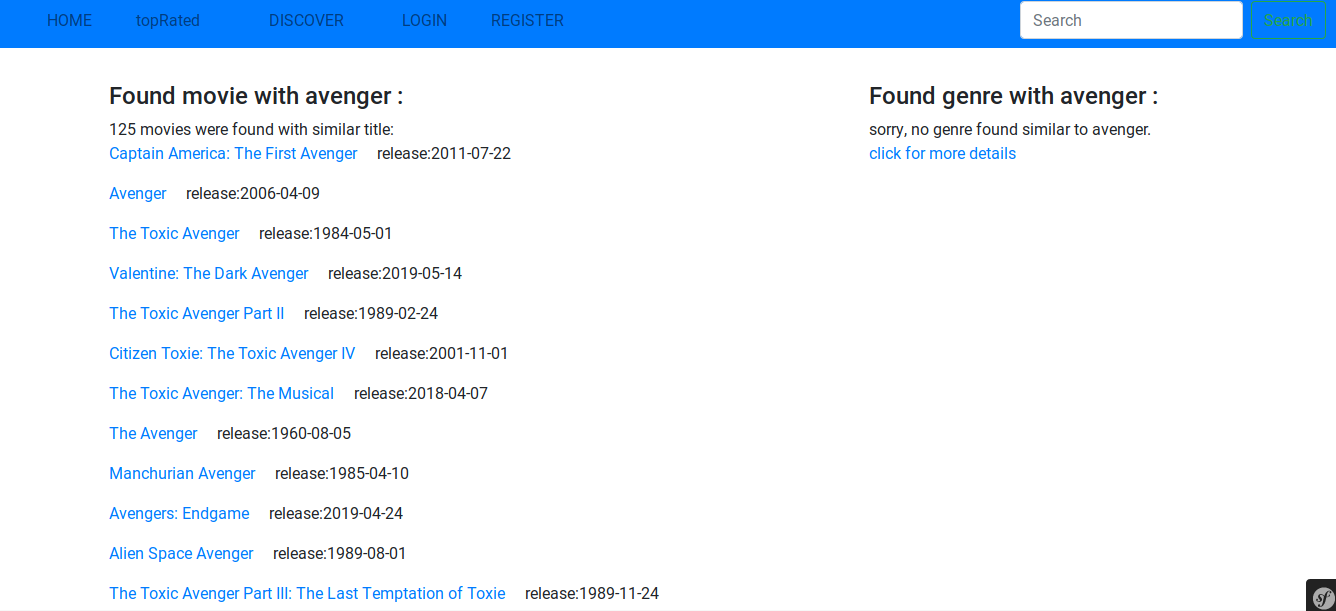 HOME topRated DISCOVER LOGIN REGISTER Search Search
Found movie with avenger :
125 movies were found with similar title:
Captain America: The First Avenger release:2011-07-22
Avenger release:2006-04-09
The Toxic Avenger release:1984-05-01
Valentine: The Dark Avenger release:2019-05-14
The Toxic Avenger Part II release:1989-02-24
Citizen Toxie: The Toxic Avenger IV release:2001-11-01
The Toxic Avenger: The Musical release:2018-04-07
The Avenger release:1960-08-05
Manchurian Avenger release:1985-04-10
Avengers: Endgame release:2019-04-24
Alien Space Avenger release:1989-08-01
The Toxic Avenger Part III: The Last Temptation of Toxie release:1989-11-24
Found genre with avenger :
sorry, no genre found similar to avenger.
click for more details
sf